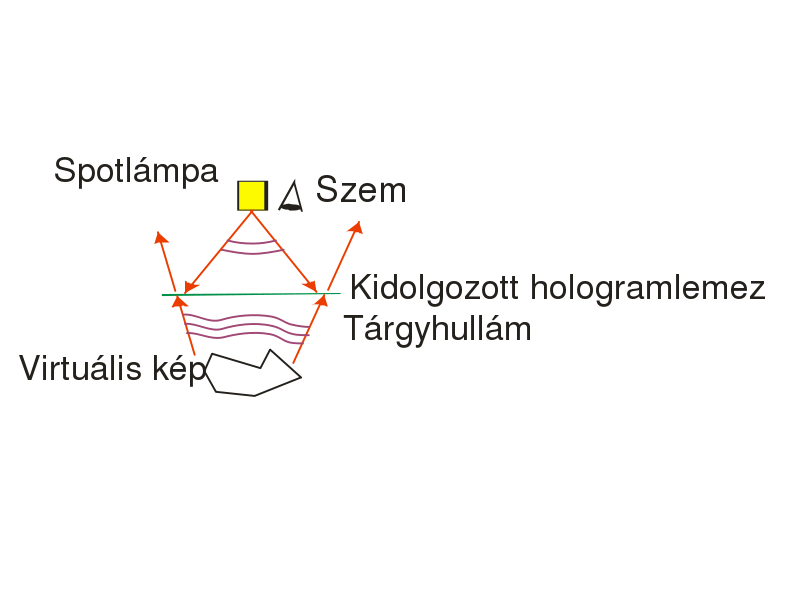 Spotlámpa
Szem
Kidolgozott hologramlemez
Tárgyhullám
Virtuális kép